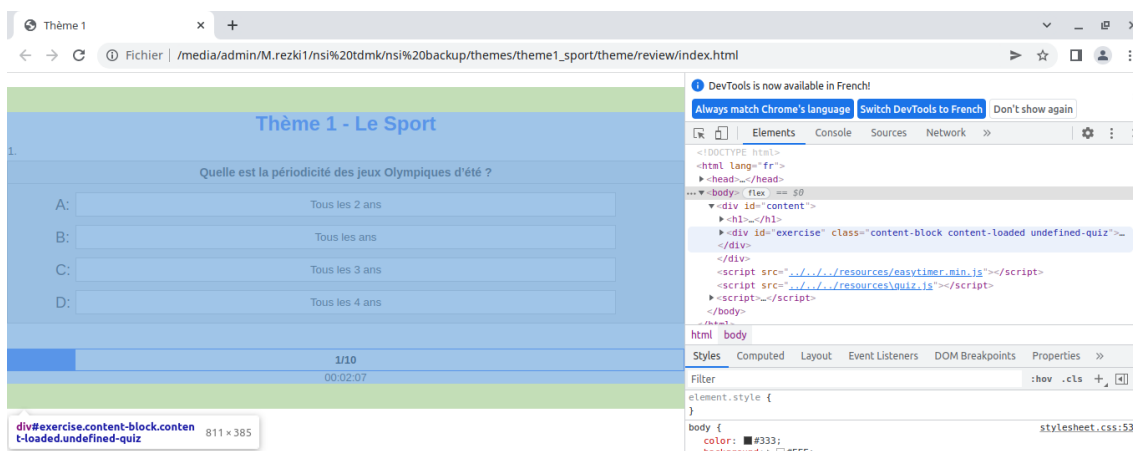 Thème 1
Fichier | /media/admin/M.rezki1/nsi%20tdmk/nsi%20backup/themes/theme1_sport/theme/review/index.html
Thème 1 - Le Sport
1.
Quelle est la périodicité des jeux Olympiques d'été ?
A: Tous les 2 ans
B: Tous les ans
C: Tous les 3 ans
D: Tous les 4 ans
1/10
00:02:07
div#exercise.content-block.conten
t-loaded.undefined-quiz 811 × 385
DevTools is now available in French!
Always match Chrome's language Switch DevTools to French Don't show again
Elements Console Sources Network »
<!DOCTYPE html>
<html lang="fr">
▶<head>…</head>
••• ▼<body> flex == $0
▼<div id="content">
▶<h1>…</h1>
▶<div id="exercise" class="content-block content-loaded undefined-quiz">…
</div>
</div>
<script src="../../../resources/easytimer.min.js"></script>
<script src="../../../resources\quiz.js"></script>
▶<script>…</script>
</body>
</html>
html body
Styles Computed Layout Event Listeners DOM Breakpoints Properties »
Filter :hov .cls +
element.style {
}
body { stylesheet.css:53
color: #333;